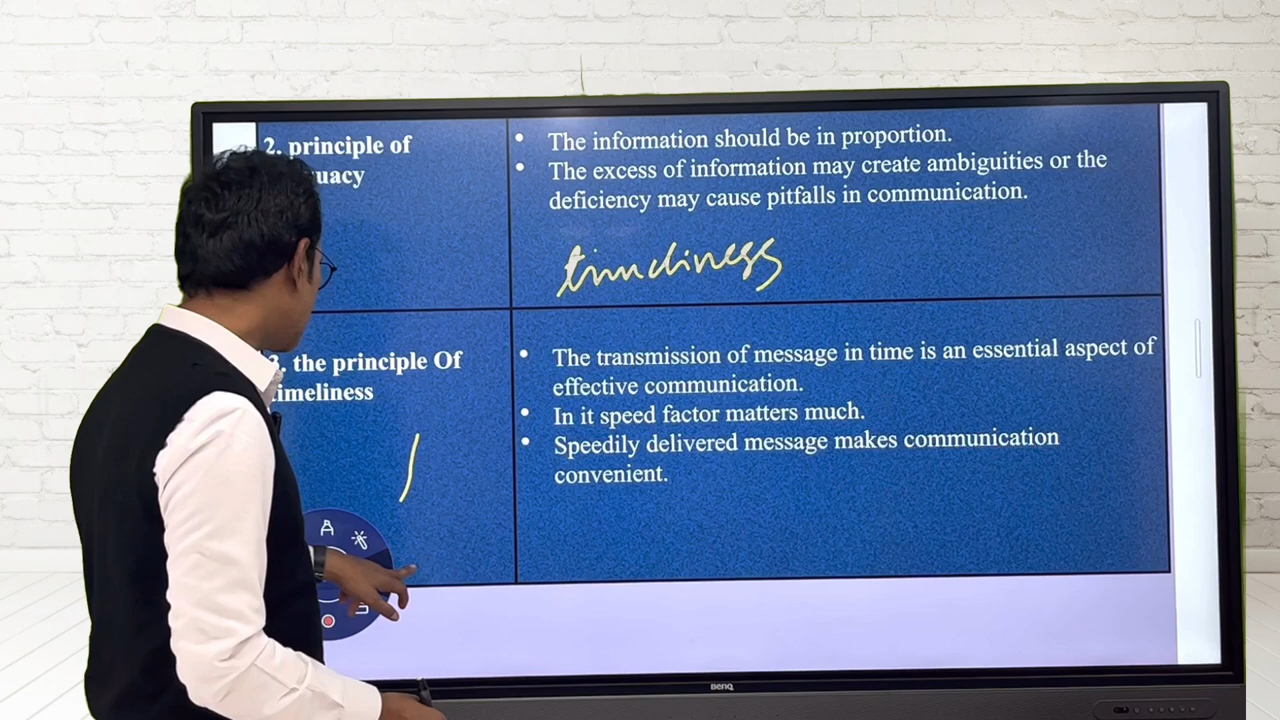 2. principle of
The information should be in proportion.
The excess of information may create ambiguities or the
deficiency may cause pitfalls in communication.
timeliness
3. the principle Of
timeliness
The transmission of message in time is an essential aspect of
effective communication.
In it speed factor matters much.
Speedily delivered message makes communication
convenient.
BenQ